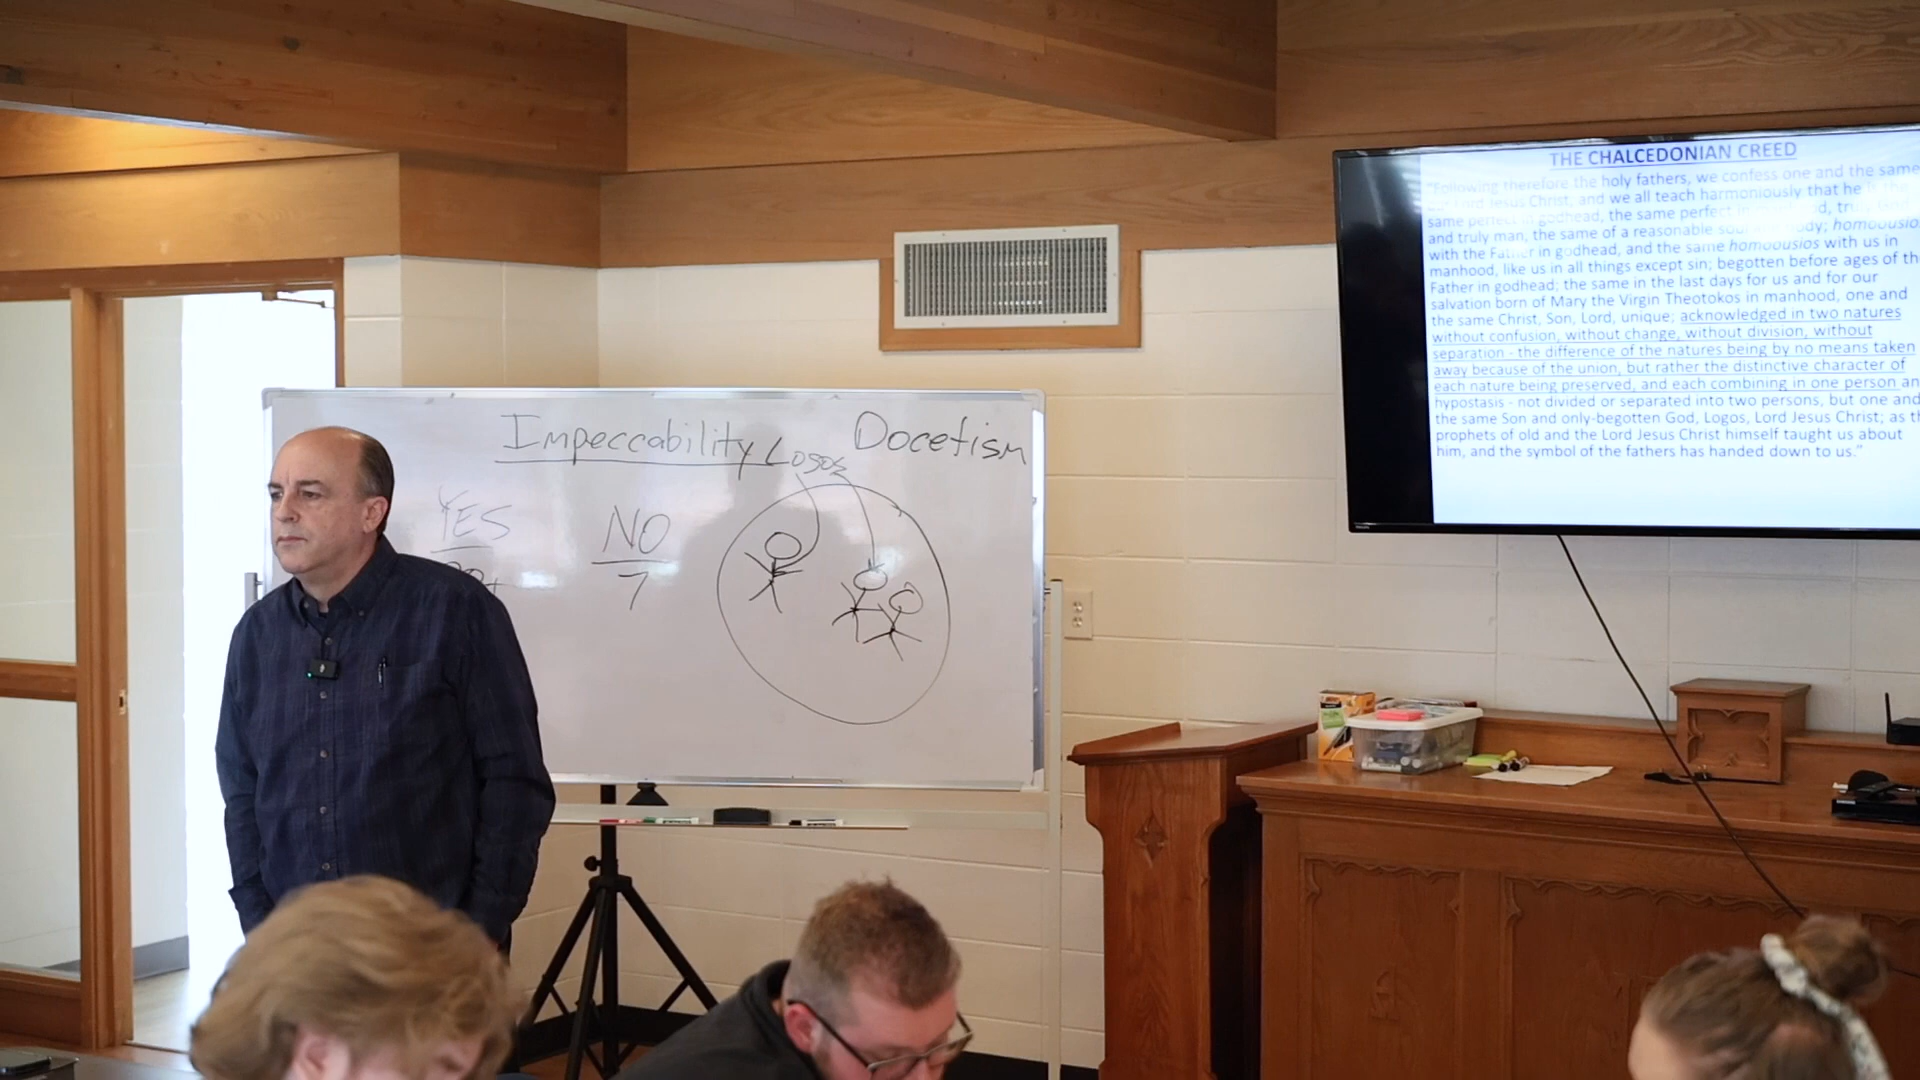 Impeccability
Logos
Docetism
YES
NO
7
THE CHALCEDONIAN CREED
"Following therefore the holy fathers, we confess one and the same
our Lord Jesus Christ, and we all teach harmoniously that he is the
same perfect in godhead, the same perfect in
and truly man, the same of a reasonable soul body; homoousios
with the Father in godhead, and the same homoousios with us in
manhood, like us in all things except sin; begotten before ages of the
Father in godhead; the same in the last days for us and for our
salvation born of Mary the Virgin Theotokos in manhood, one and
the same Christ, Son, Lord, unique; acknowledged in two natures
without confusion, without change, without division, without
separation - the difference of the natures being by no means taken
away because of the union, but rather the distinctive character of
each nature being preserved, and each combining in one person an
hypostasis - not divided or separated into two persons, but one and
the same Son and only-begotten God, Logos, Lord Jesus Christ; as
prophets of old and the Lord Jesus Christ himself taught us about
him, and the symbol of the fathers has handed down to us."